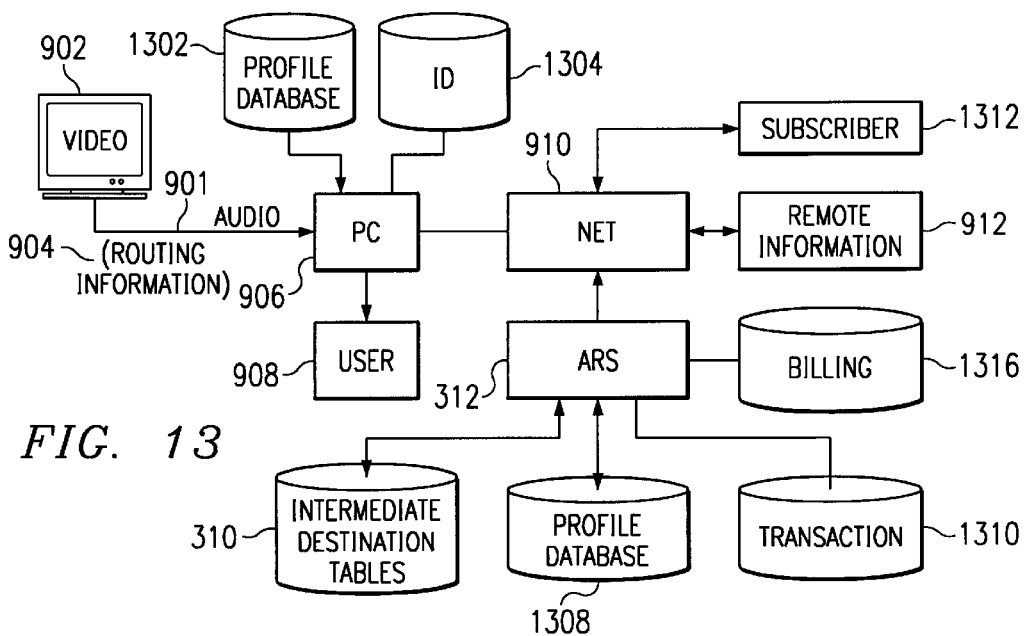 1302
902
PROFILE
DATABASE
ID
1304
VIDEO
901
AUDIO
904
(ROUTING
INFORMATION)
PC
906
910
NET
SUBSCRIBER
1312
REMOTE
INFORMATION
912
USER
908
ARS
312
BILLING
1316
FIG. 13
INTERMEDIATE
DESTINATION
TABLES
310
PROFILE
DATABASE
1308
TRANSACTION
1310